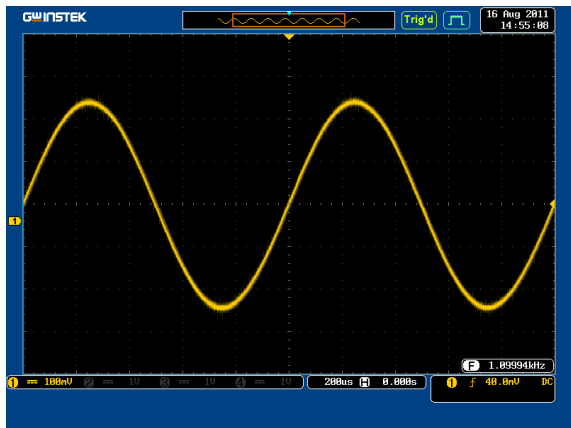 GWINSTEK
Trig'd
16 Aug 2011
14:55:08
1
F 1.09994kHz
1 100mV 2 1V 3 1V 4 1V
200us H 0.000s
1 40.0mV DC